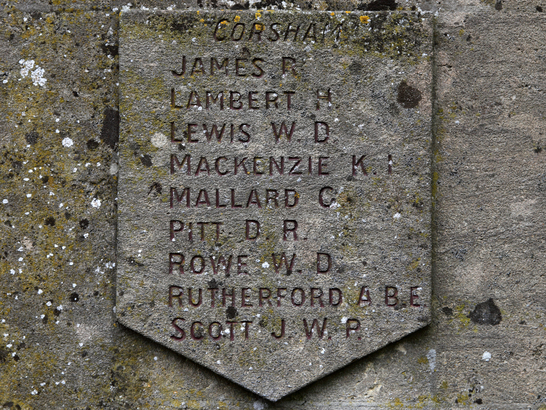 "CORSHAM"
JAMES R.
LAMBERT H.
LEWIS W. D.
MACKENZIE K. I.
MALLARD C.
PITT D. R.
ROWE W. D.
RUTHERFORD A.B.E.
SCOTT J. W. P.